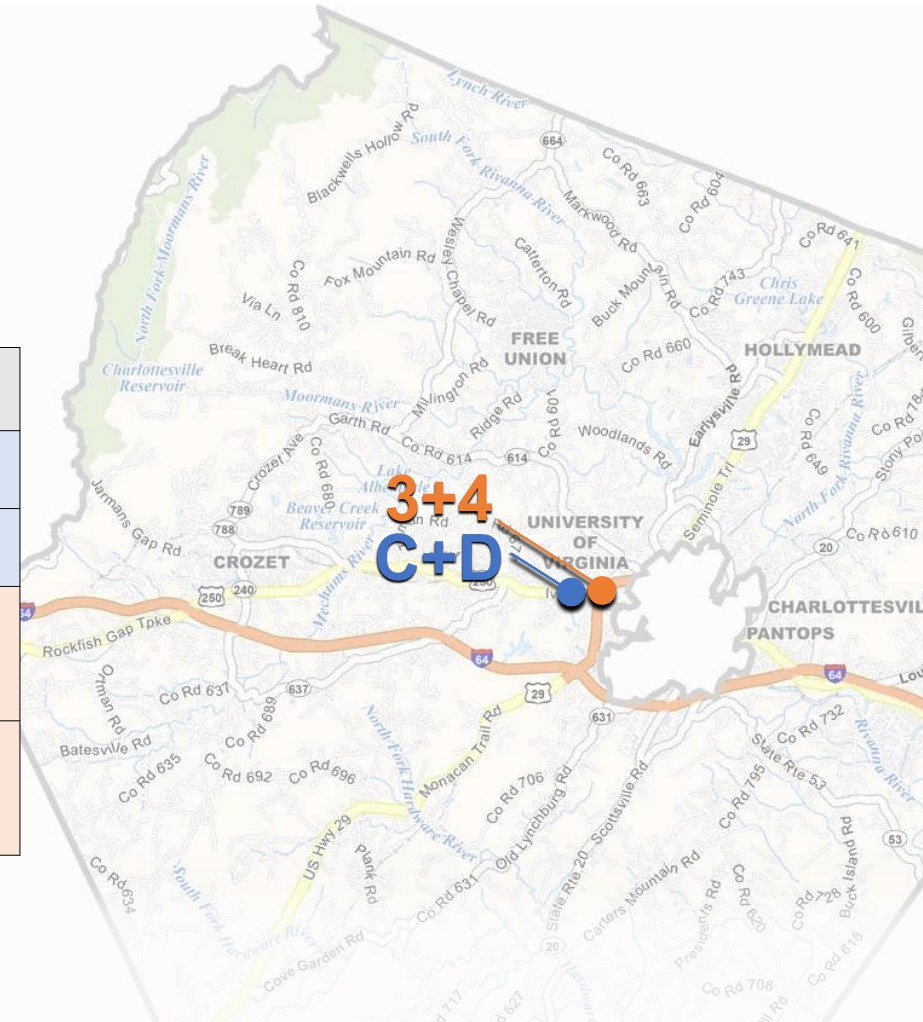 Lynch River
664
South Fork Rivanna River
Co Rd 663
Co Rd 604
Blackwells Hollow Rd
Markwood Rd
Co Rd 641
North Fork Moormans River
Wesley Chapel Rd
Catterton Rd
Fox Mountain Rd
Co Rd 810
Buck Mountain Rd
Co Rd 743
Chris
Greene Lake
Co Rd 600
Via Ln
FREE
UNION
Break Heart Rd
Co Rd 660
HOLLYMEAD
Charlottesville
Reservoir
Millington Rd
Earlysville Rd
Moormans River
Ridge Rd
Co Rd 601
Garth Rd
Woodlands Rd
29
Co Rd 649
North Fork Rivanna River
Crozet Ave
Co Rd 614
614
Co Rd 680
Seminole Trl
Lake
3+4
Jarmans Gap Rd
789
Beaver Creek
Reservoir
UNIVERSITY
OF
VIRGINIA
788
Co Rd 610
20
C+D
CROZET
Mechums River
250
240
CHARLOTTESVIL
PANTOPS
64
Rockfish Gap Tpke
64
64
Ortman Rd
Co Rd 637
637
29
631
Co Rd 689
Batesville Rd
North Fork Hardware River
Monacan Trail Rd
Co Rd 732
State Rte 53
Rivanna River
Co Rd 635
Co Rd 692
Co Rd 696
Co Rd 706
Old Lynchburg Rd
Scottsville Rd
Co Rd 795
53
US Hwy 29
Plank Rd
Co Rd 634
Co Rd 631
State Rte 20
Carters Mountain Rd
Presidents Rd
Co Rd 620
Co Rd 728
Buck Island Rd
South Fork Hardware River
Cove Garden Rd
20
Co Rd 618
Hardware
717
627
Co Rd 708